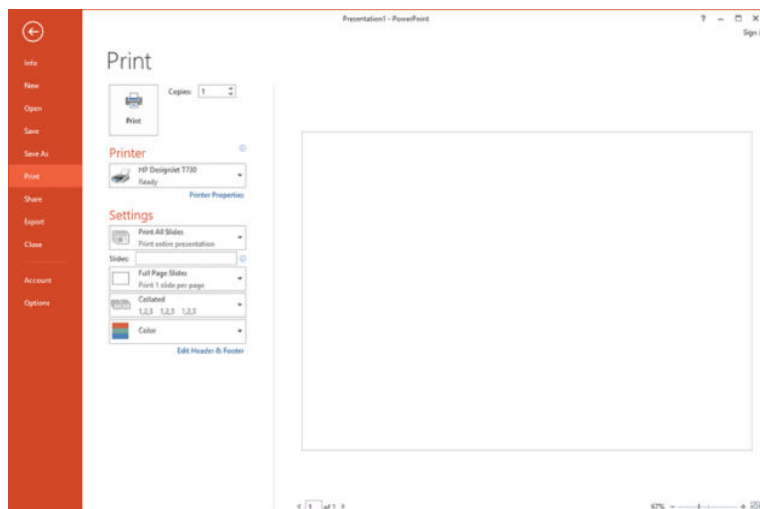 Presentation1 - PowerPoint
?
Sign i
Info
New
Open
Save
Save As
Print
Share
Export
Close
Account
Options
Print
Copies: 1
Print
Printer
HP DesignJet T730
Ready
Printer Properties
Settings
Print All Slides
Print entire presentation
Slides:
Full Page Slides
Print 1 slide per page
Collated
1,2,3 1,2,3 1,2,3
Color
Edit Header & Footer
1 of 1
67%